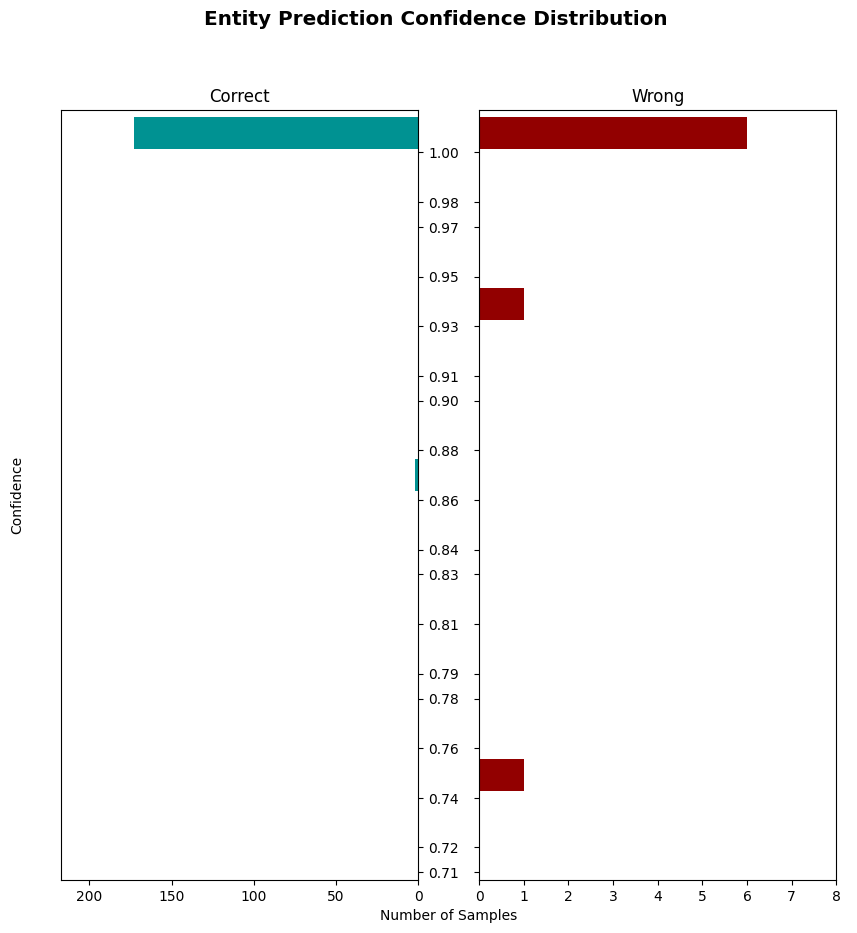 Entity Prediction Confidence Distribution
Correct
Wrong
Confidence
1.00
0.98
0.97
0.95
0.93
0.91
0.90
0.88
0.86
0.84
0.83
0.81
0.79
0.78
0.76
0.74
0.72
0.71
200 150 100 50 0
0 1 2 3 4 5 6 7 8
Number of Samples